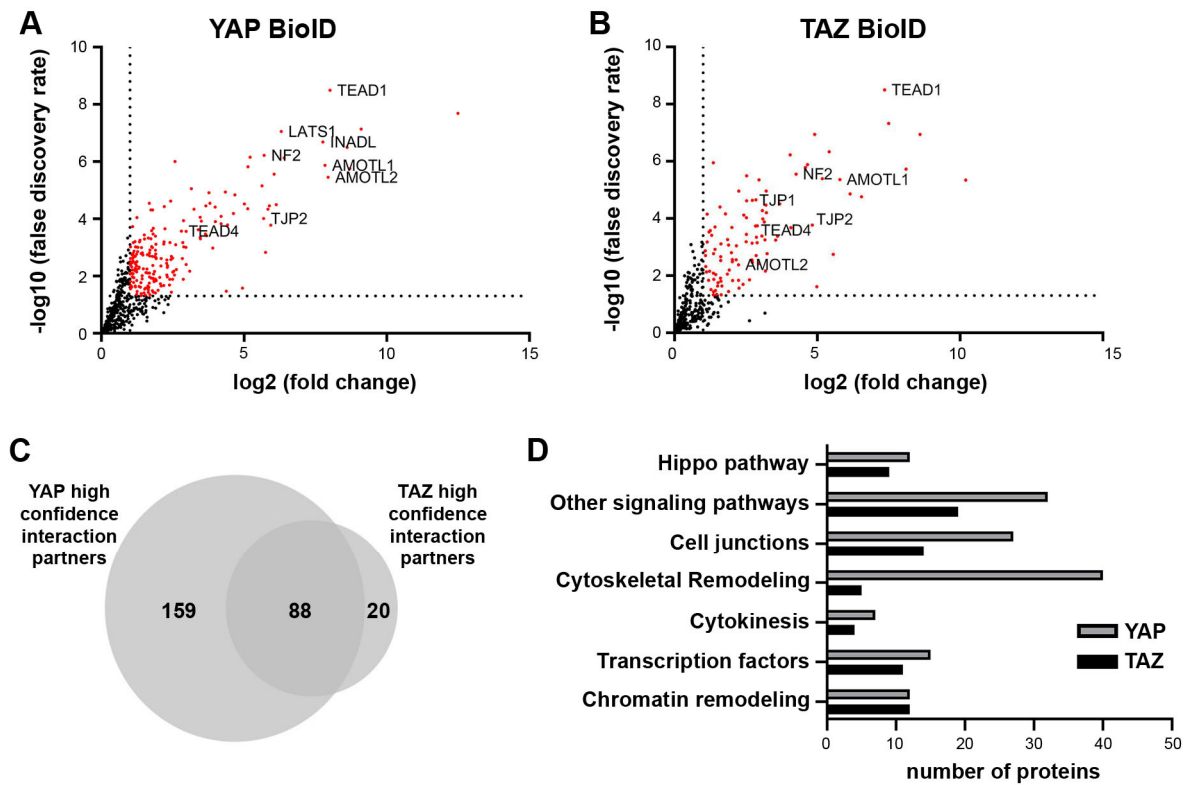 A
YAP BioID
-log10 (false discovery rate)
10
8
6
4
2
0
TEAD1
LATS1
INADL
NF2
AMOTL1
AMOTL2
TJP2
TEAD4
0
5
10
15
log2 (fold change)
B
TAZ BioID
-log10 (false discovery rate)
10
8
6
4
2
0
TEAD1
NF2
AMOTL1
TJP1
TJP2
TEAD4
AMOTL2
0
5
10
15
log2 (fold change)
C
YAP high
confidence
interaction
partners
TAZ high
confidence
interaction
partners
159
88
20
D
Hippo pathway
Other signaling pathways
Cell junctions
Cytoskeletal Remodeling
Cytokinesis
Transcription factors
Chromatin remodeling
YAP
TAZ
0
10
20
30
40
50
number of proteins